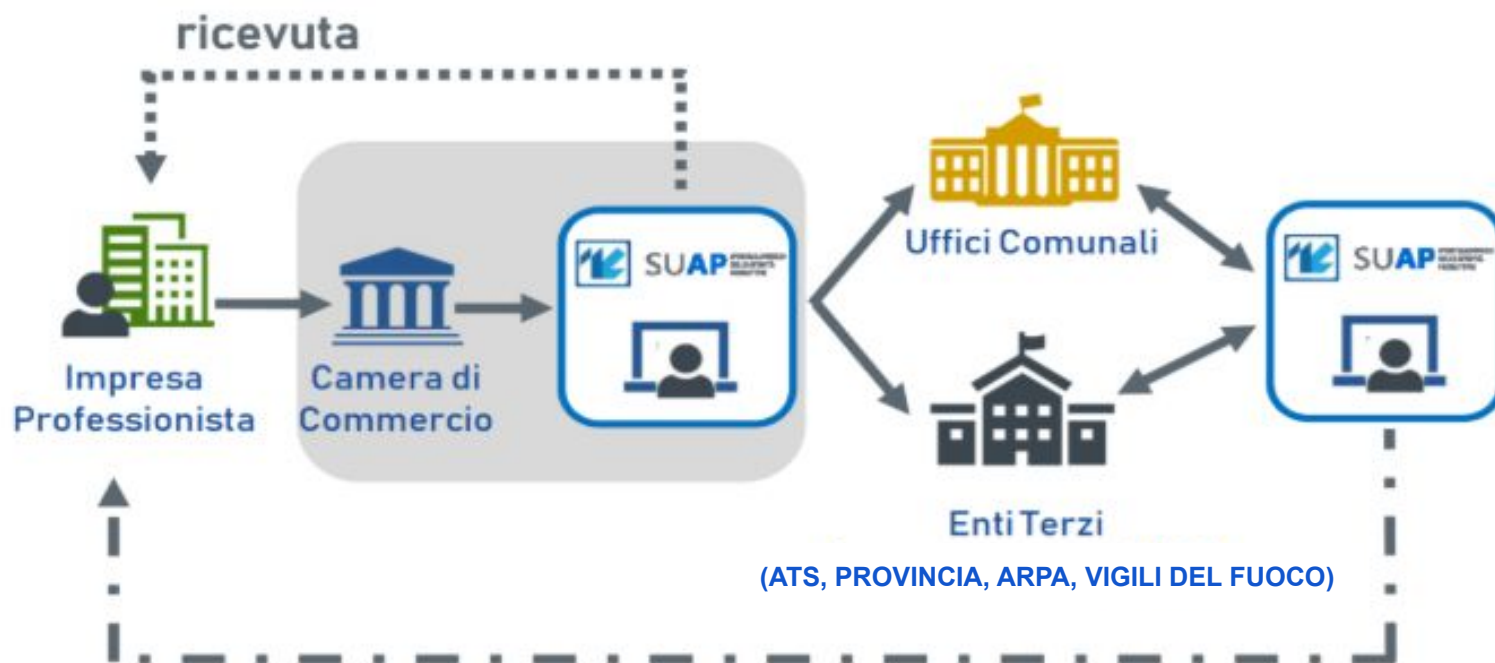 ricevuta
Impresa
Professionista
Camera di
Commercio
SUAP
Uffici Comunali
Enti Terzi
(ATS, PROVINCIA, ARPA, VIGILI DEL FUOCO)
SUAP